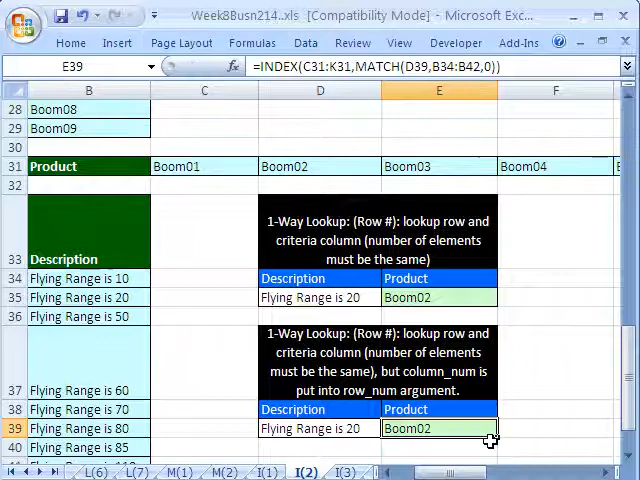 Week8Busn214..xls [Compatibility Mode] - Microsoft Exc...
Home Insert Page Layout Formulas Data Review View Developer Add-Ins
E39 fx =INDEX(C31:K31,MATCH(D39,B34:B42,0))
B C D E F
28 Boom08
29 Boom09
30
31 Product Boom01 Boom02 Boom03 Boom04
32
1-Way Lookup: (Row #): lookup row and
criteria column (number of elements
must be the same)
33 Description
34 Flying Range is 10 Description Product
35 Flying Range is 20 Flying Range is 20 Boom02
36 Flying Range is 50
1-Way Lookup: (Row #): lookup row and
criteria column (number of elements
must be the same), but column_num is
put into row_num argument.
37 Flying Range is 60
38 Flying Range is 70 Description Product
39 Flying Range is 80 Flying Range is 20 Boom02
40 Flying Range is 85
L(6) L(7) M(1) M(2) I(1) I(2) I(3)